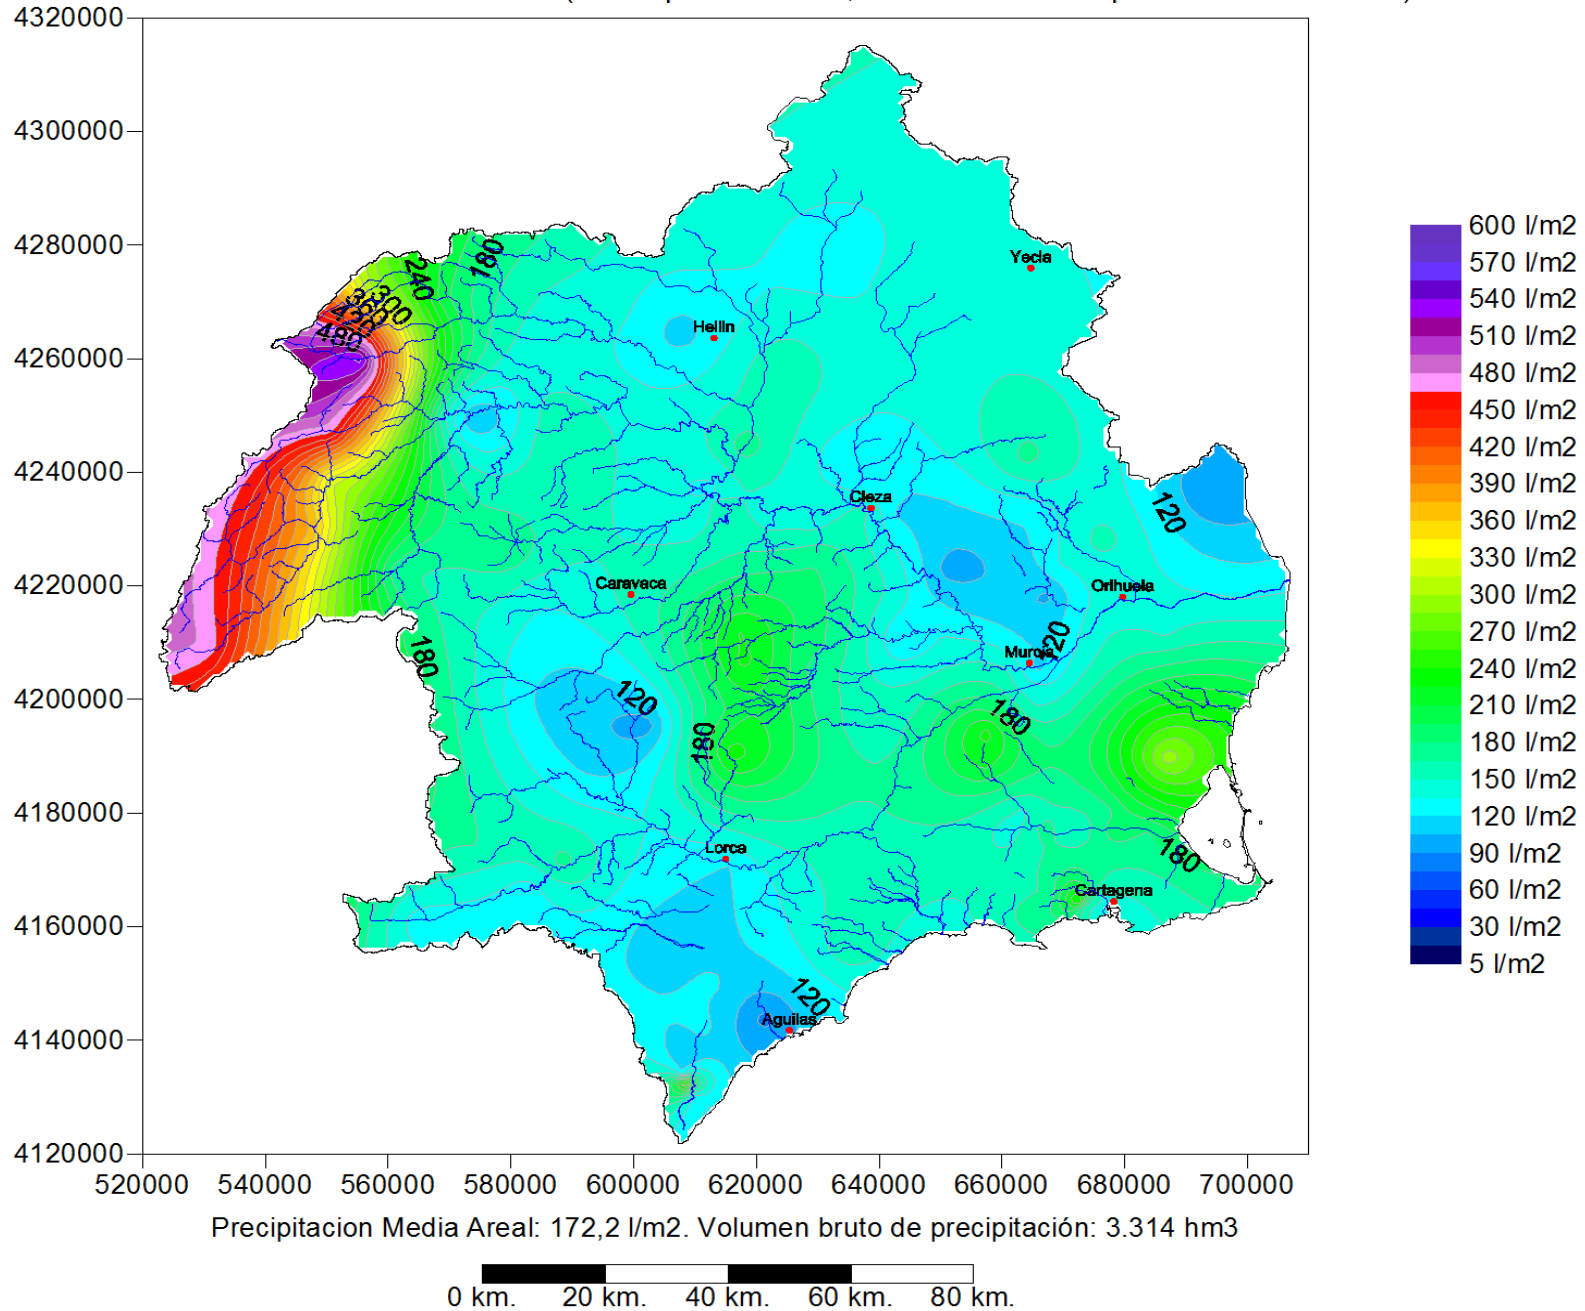 4320000
4300000
4280000
4260000
4240000
4220000
4200000
4180000
4160000
4140000
4120000
520000 540000 560000 580000 600000 620000 640000 660000 680000 700000
180
240
300
480
Yecla
Hellin
Cieza
120
Caravaca
Orihuela
120
Murcia
180
120
180
180
Lorca
180
Cartagena
120
Aguilas
600 l/m2
570 l/m2
540 l/m2
510 l/m2
480 l/m2
450 l/m2
420 l/m2
390 l/m2
360 l/m2
330 l/m2
300 l/m2
270 l/m2
240 l/m2
210 l/m2
180 l/m2
150 l/m2
120 l/m2
90 l/m2
60 l/m2
30 l/m2
5 l/m2
Precipitacion Media Areal: 172,2 l/m2. Volumen bruto de precipitación: 3.314 hm3
0 km. 20 km. 40 km. 60 km. 80 km.